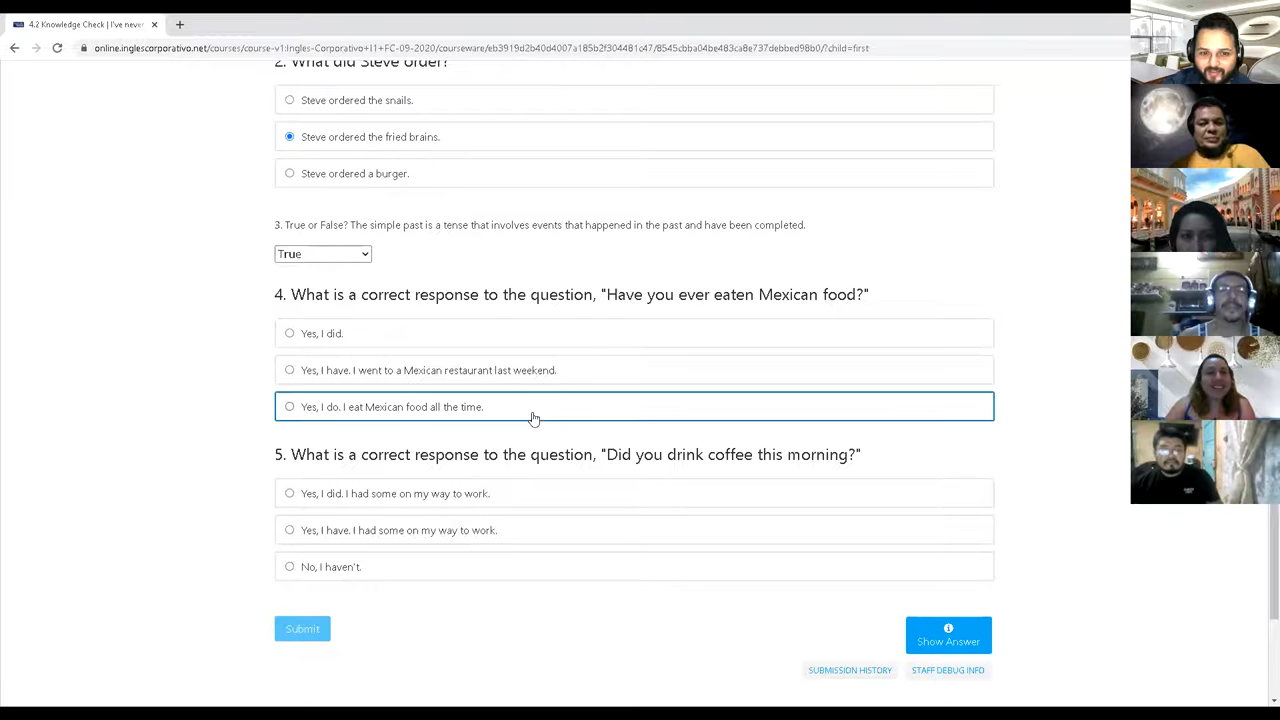 4.2 Knowledge Check | I've never
online.inglescorporativo.net/courses/course-v1:Ingles-Corporativo+I1+FC-09-2020/courseware/eb3519d2b40d4007a185b2f304481c47/8545cbba04be483ca8e737debbed98b0/?child=first
2. What did Steve order?
Steve ordered the snails.
Steve ordered the fried brains.
Steve ordered a burger.
3. True or False? The simple past is a tense that involves events that happened in the past and have been completed.
True
4. What is a correct response to the question, "Have you ever eaten Mexican food?"
Yes, I did.
Yes, I have. I went to a Mexican restaurant last weekend.
Yes, I do. I eat Mexican food all the time.
5. What is a correct response to the question, "Did you drink coffee this morning?"
Yes, I did. I had some on my way to work.
Yes, I have. I had some on my way to work.
No, I haven't.
Submit
Show Answer
SUBMISSION HISTORY
STAFF DEBUG INFO